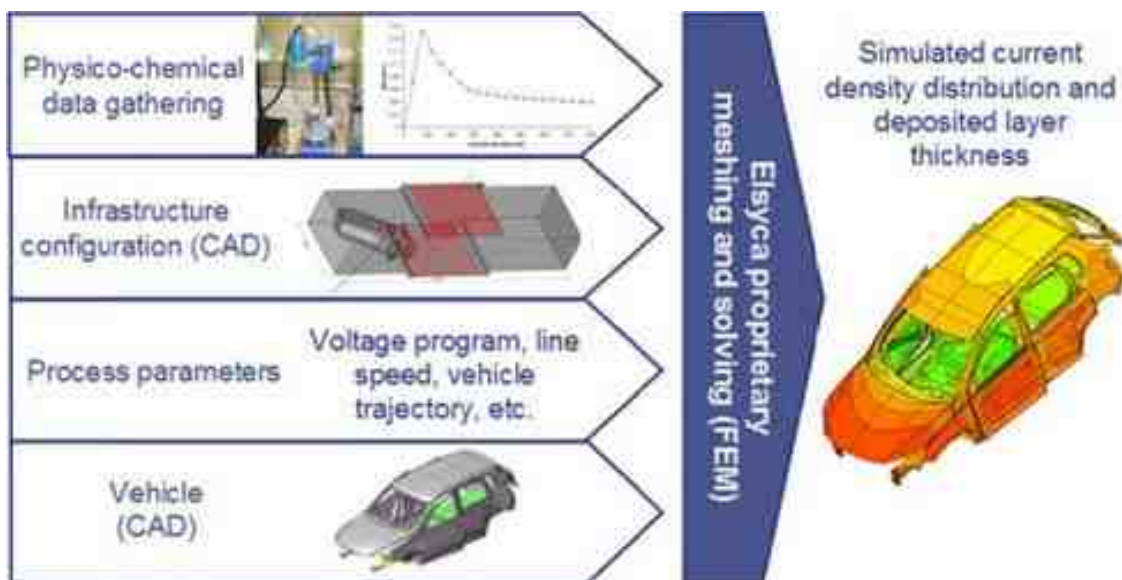 Physico-chemical
data gathering
Infrastructure
configuration (CAD)
Process parameters
Voltage program, line
speed, vehicle
trajectory, etc.
Vehicle
(CAD)
Elsyca proprietary
meshing and solving (FEM)
Simulated current
density distribution and
deposited layer
thickness